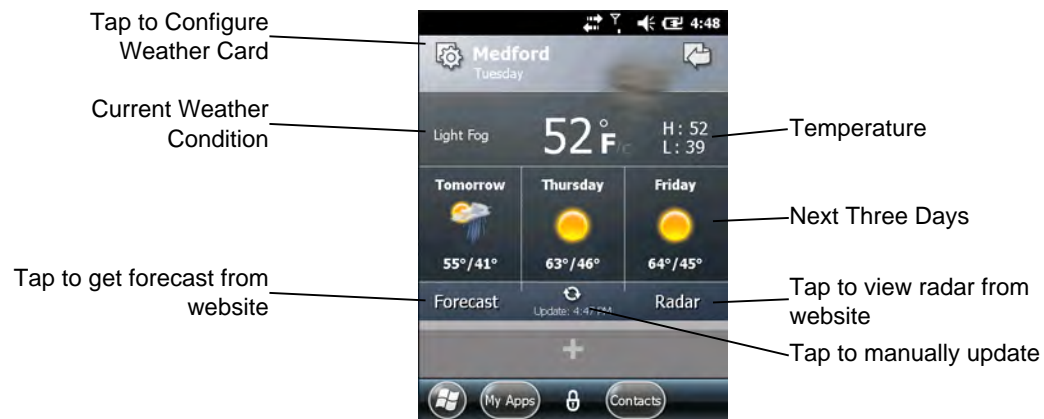 Tap to Configure
Weather Card
Current Weather
Condition
Tap to get forecast from
website
4:48
Medford
Tuesday
Light Fog
52°F/c
H: 52
L: 39
Tomorrow
Thursday
Friday
55°/41°
63°/46°
64°/45°
Forecast
Update: 4:47 PM
Radar
My Apps
Contacts
Temperature
Next Three Days
Tap to view radar from
website
Tap to manually update